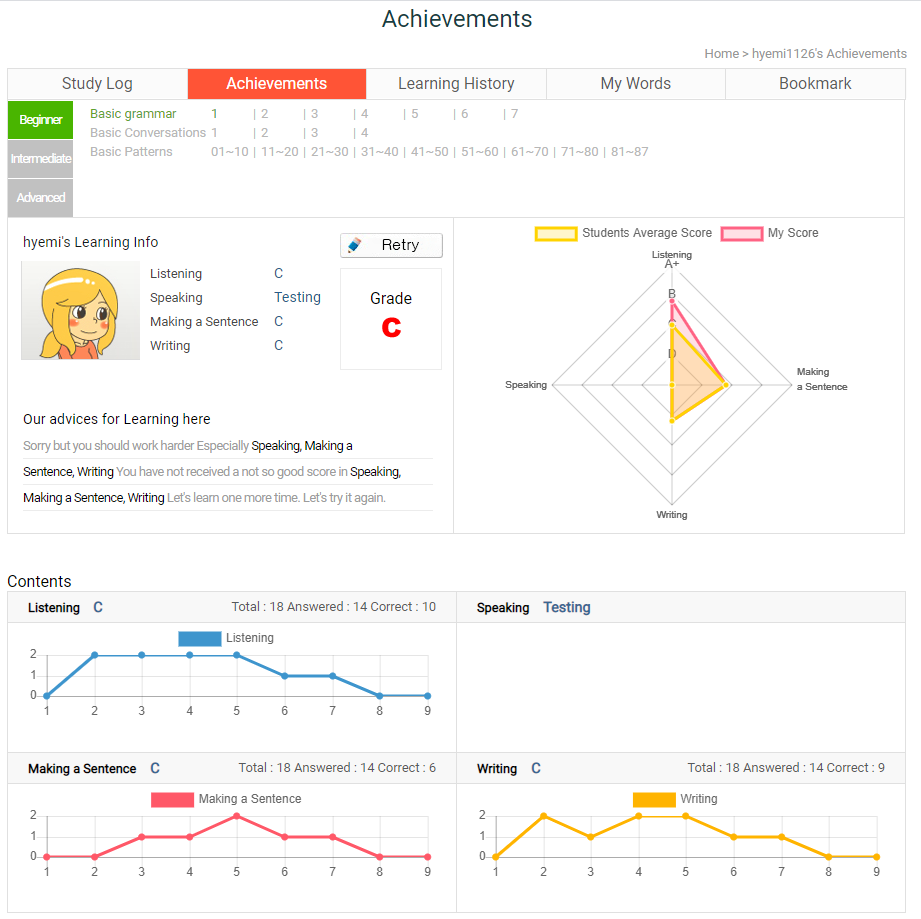 Achievements
Home > hyemi1126's Achievements
Study Log Achievements Learning History My Words Bookmark
Beginner
Intermediate
Advanced
Basic grammar 1 | 2 | 3 | 4 | 5 | 6 | 7
Basic Conversations 1 | 2 | 3 | 4
Basic Patterns 01~10 | 11~20 | 21~30 | 31~40 | 41~50 | 51~60 | 61~70 | 71~80 | 81~87
hyemi's Learning Info
Retry
Listening C
Speaking Testing
Making a Sentence C
Writing C
Grade
C
Our advices for Learning here
Sorry but you should work harder Especially Speaking, Making a
Sentence, Writing You have not received a not so good score in Speaking,
Making a Sentence, Writing Let's learn one more time. Let's try it again.
Students Average Score My Score
Listening
A+
B
C
D
Speaking
Making
a Sentence
Writing
Contents
Listening C Total : 18 Answered : 14 Correct : 10
Listening
2
1
0
1 2 3 4 5 6 7 8 9
Speaking Testing
Making a Sentence C Total : 18 Answered : 14 Correct : 6
Making a Sentence
2
1
0
1 2 3 4 5 6 7 8 9
Writing C Total : 18 Answered : 14 Correct : 9
Writing
2
1
0
1 2 3 4 5 6 7 8 9